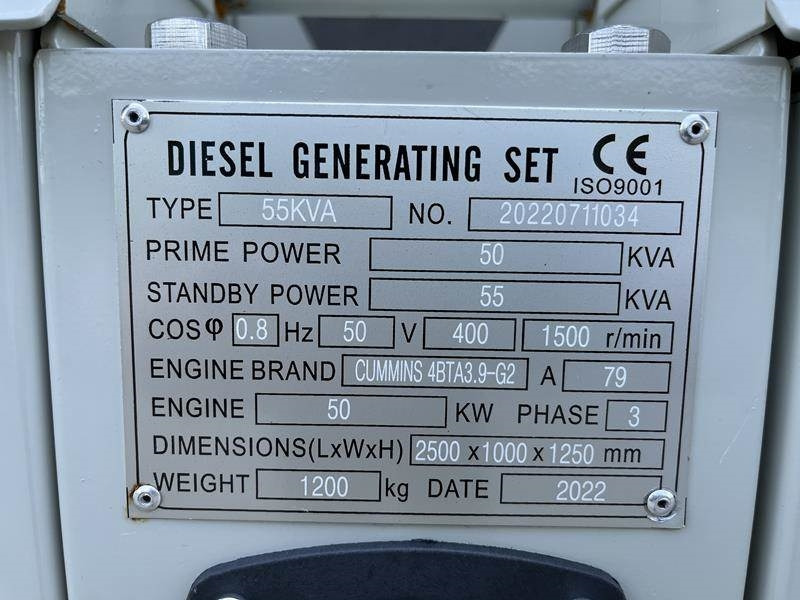 DIESEL GENERATING SET CE
ISO9001
TYPE 55KVA NO. 20220711034
PRIME POWER 50 KVA
STANDBY POWER 55 KVA
COSφ 0.8 Hz 50 V 400 1500 r/min
ENGINE BRAND CUMMINS 4BTA3.9-G2 A 79
ENGINE 50 KW PHASE 3
DIMENSIONS(LxWxH) 2500 x 1000 x 1250 mm
WEIGHT 1200 kg DATE 2022